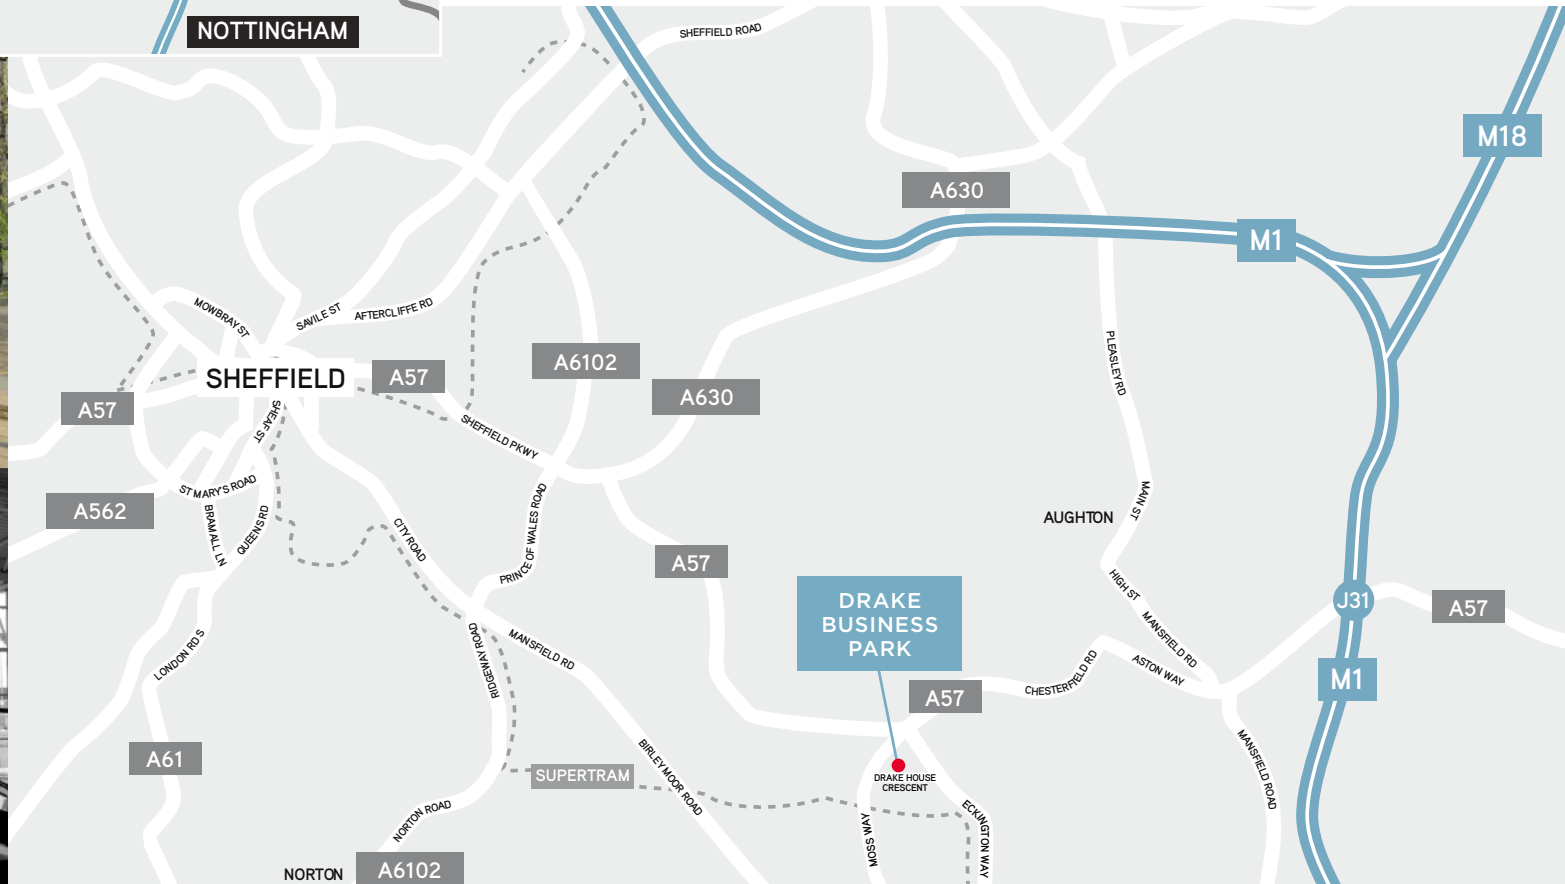 NOTTINGHAM
SHEFFIELD ROAD
M18
A630
M1
MOWBRAY ST
SAVILE ST
AFTERCLIFFE RD
A6102
PLEASLEY RD
SHEFFIELD
A57
A630
A57
SHEAF ST
SHEFFIELD PKWY
ST MARY'S ROAD
MAIN ST
A562
BRAMALL LN
QUEENS RD
CITY ROAD
PRINCE OF WALES ROAD
AUGHTON
A57
HIGH ST
DRAKE
BUSINESS
PARK
J31
A57
LONDON RD S
RIDGEWAY ROAD
MANSFIELD RD
MANSFIELD RD
CHESTERFIELD RD
ASTON WAY
M1
A57
A61
SUPERTRAM
BIRLEY MOOR ROAD
DRAKE HOUSE
CRESCENT
MANSFIELD ROAD
NORTON ROAD
MOSS WAY
ECKINGTON WAY
NORTON
A6102